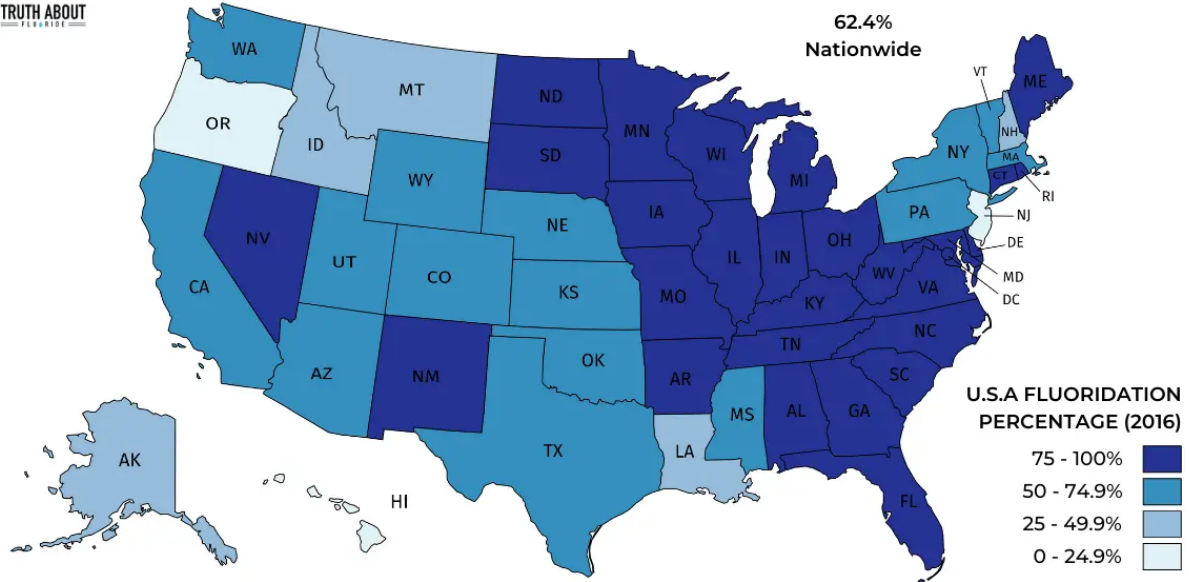 TRUTH ABOUT
FLUORIDE
62.4%
Nationwide
WA
MT
ND
MN
VT
ME
OR
ID
SD
WI
MI
NH
NY
MA
CT
RI
WY
IA
PA
NJ
NV
NE
OH
DE
CA
UT
CO
KS
IL
IN
WV
MD
MO
KY
VA
DC
AZ
NM
OK
TN
NC
AR
SC
TX
MS
AL
GA
LA
U.S.A FLUORIDATION
PERCENTAGE (2016)
AK
75 - 100%
HI
50 - 74.9%
FL
25 - 49.9%
0 - 24.9%